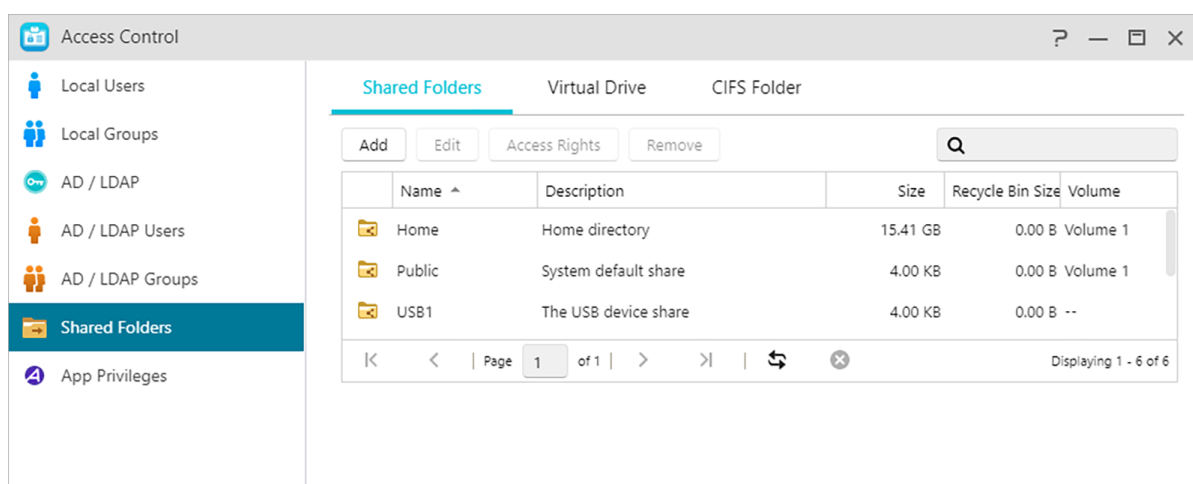 Access Control
Local Users
Local Groups
AD / LDAP
AD / LDAP Users
AD / LDAP Groups
Shared Folders
App Privileges
Shared Folders Virtual Drive CIFS Folder
Add Edit Access Rights Remove
Name Description Size Recycle Bin Size Volume
Home Home directory 15.41 GB 0.00 B Volume 1
Public System default share 4.00 KB 0.00 B Volume 1
USB1 The USB device share 4.00 KB 0.00 B --
Page 1 of 1 Displaying 1 - 6 of 6